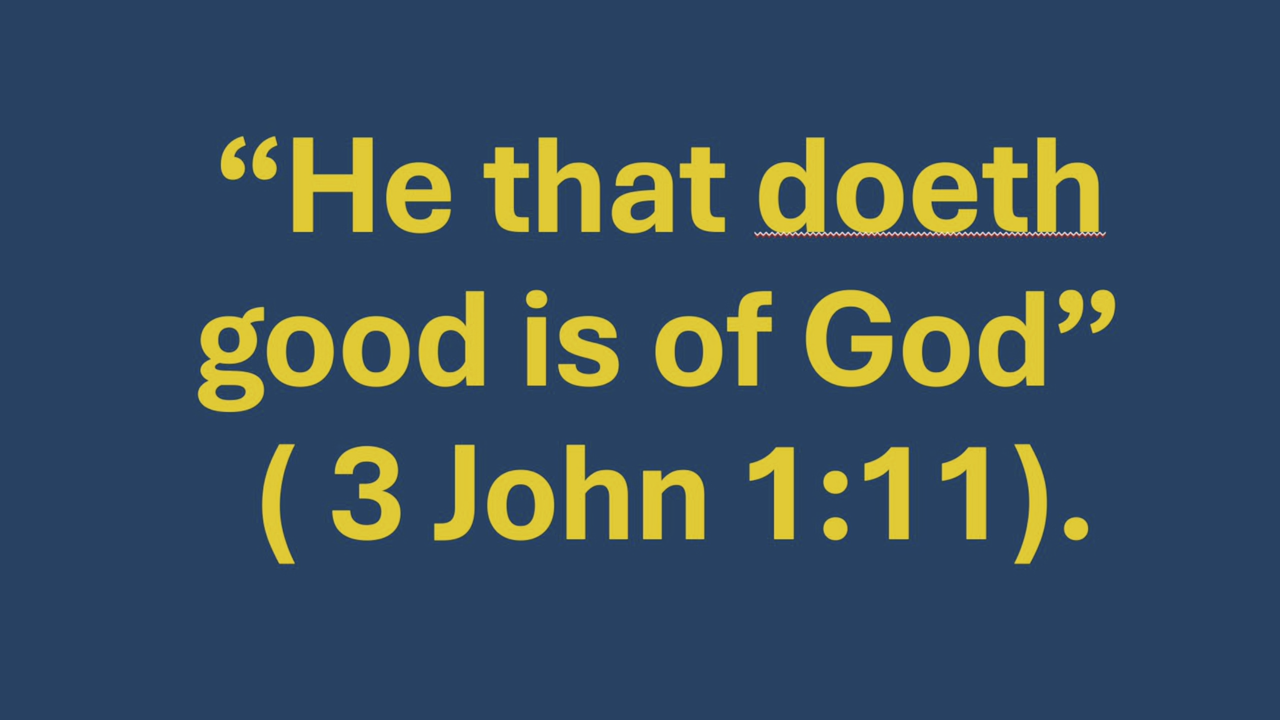 “He that doeth
good is of God”
( 3 John 1:11).